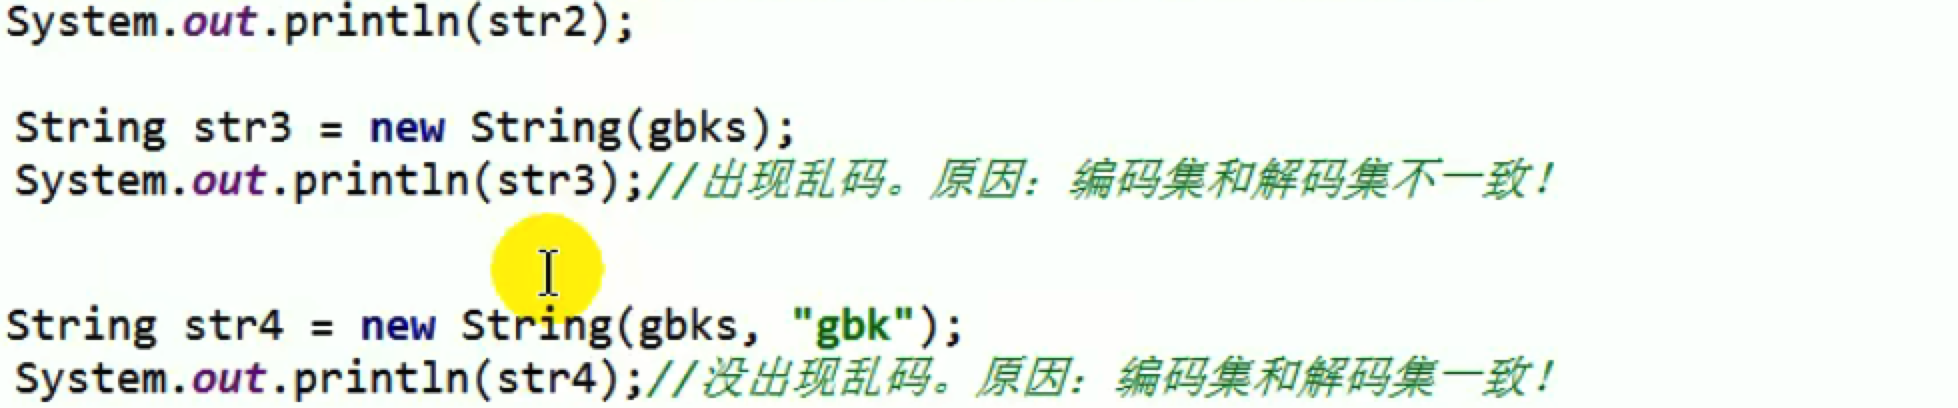 System.out.println(str2);
String str3 = new String(gbks);
System.out.println(str3);//出现乱码。原因：编码集和解码集不一致！
String str4 = new String(gbks, "gbk");
System.out.println(str4);//没出现乱码。原因：编码集和解码集一致！